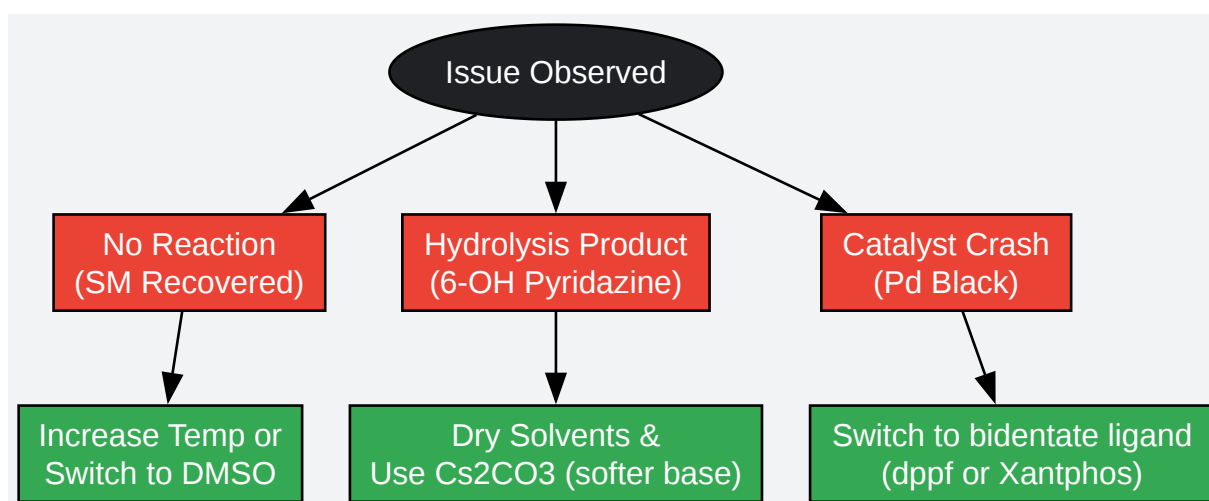 Issue Observed
No Reaction
(SM Recovered)
Hydrolysis Product
(6-OH Pyridazine)
Catalyst Crash
(Pd Black)
Increase Temp or
Switch to DMSO
Dry Solvents &
Use Cs2CO3 (softer base)
Switch to bidentate ligand
(dppf or Xantphos)